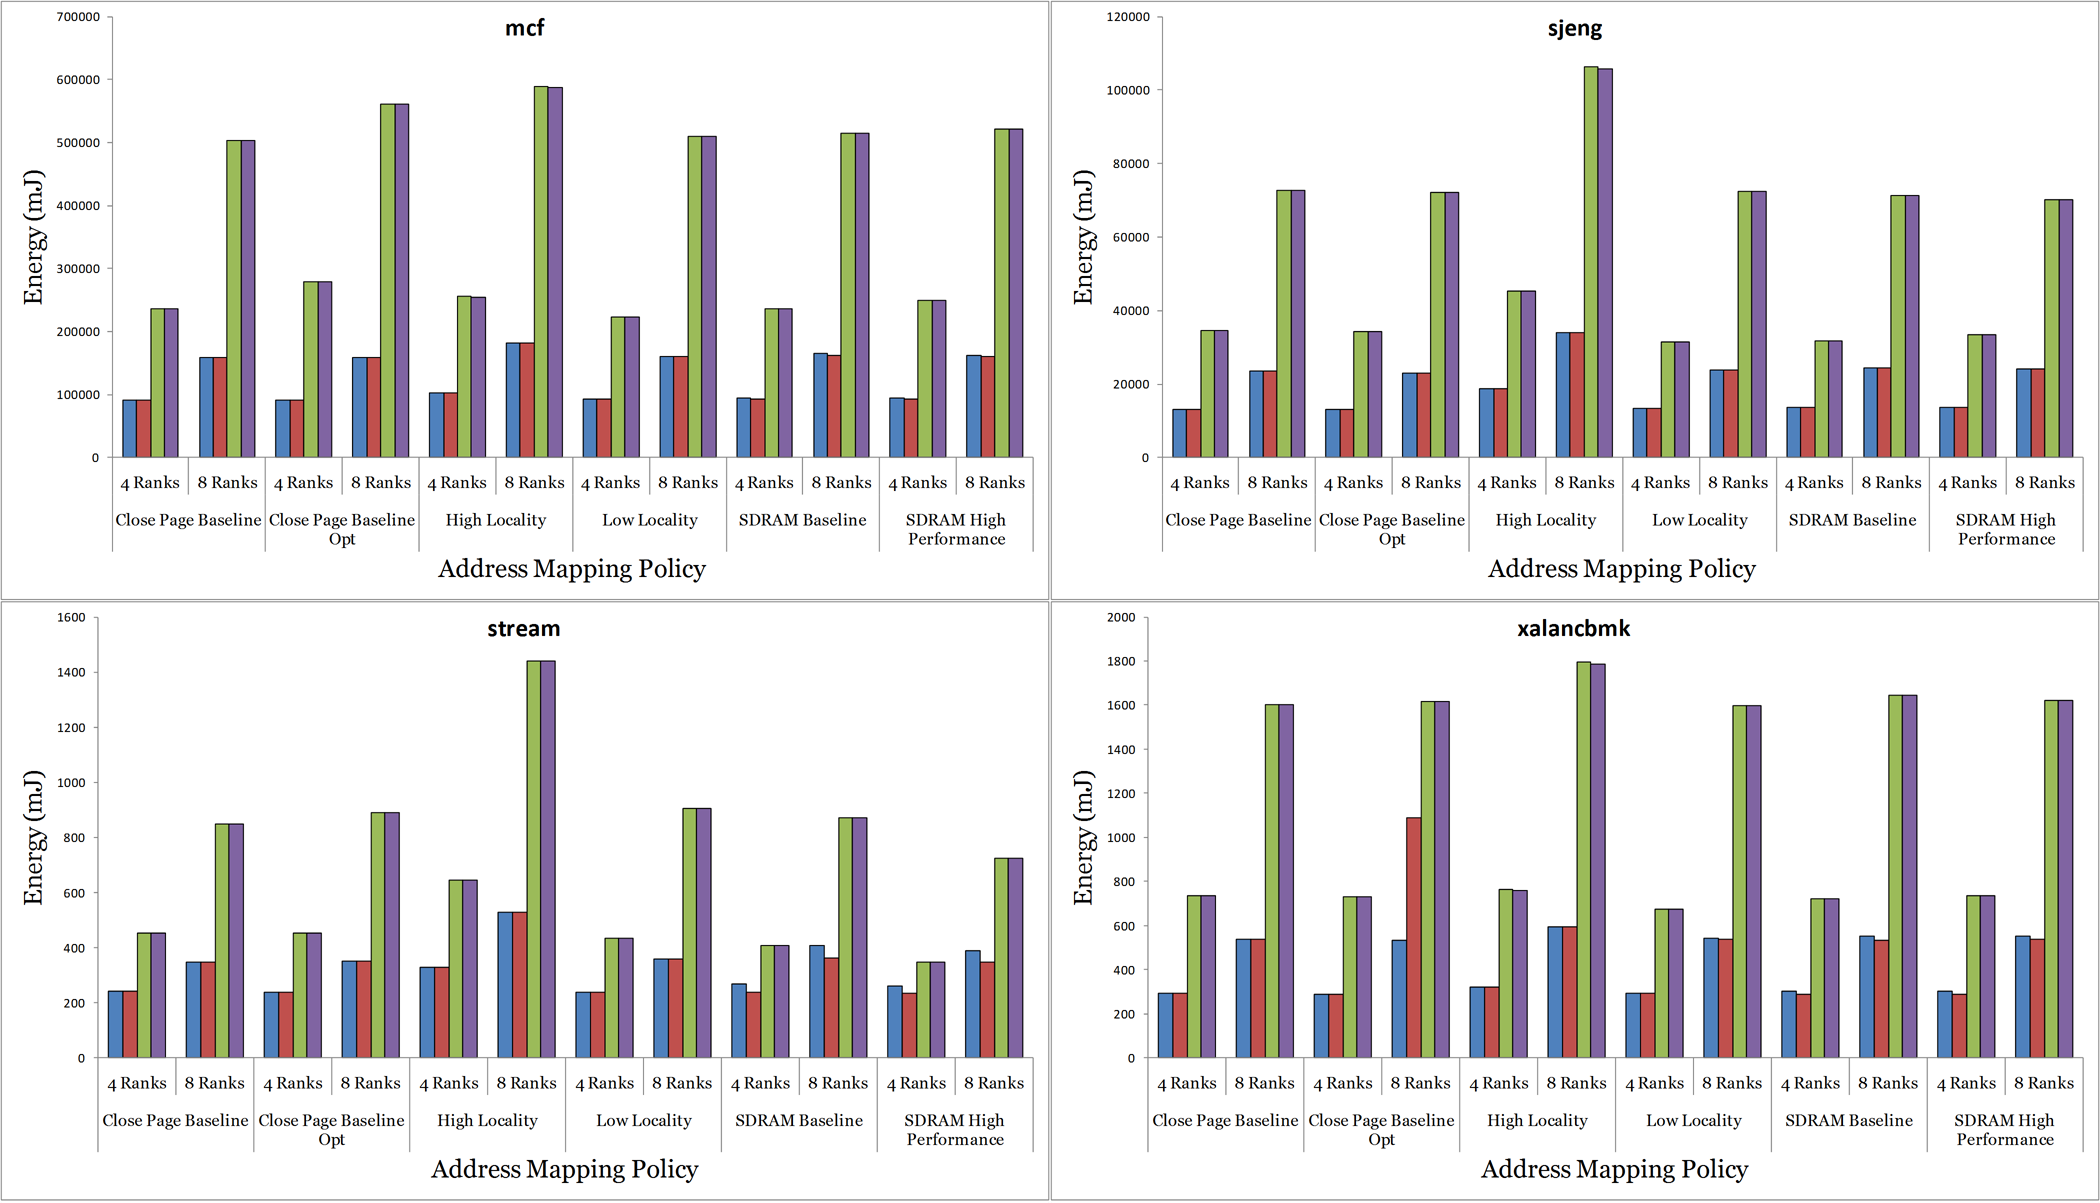 mcf
700000
600000
500000
400000
300000
200000
100000
0
Energy (mJ)
4 Ranks 8 Ranks 4 Ranks 8 Ranks 4 Ranks 8 Ranks 4 Ranks 8 Ranks 4 Ranks 8 Ranks 4 Ranks 8 Ranks
Close Page Baseline Close Page Baseline High Locality Low Locality SDRAM Baseline SDRAM High
Opt Performance
Address Mapping Policy
sjeng
120000
100000
80000
60000
40000
20000
0
Energy (mJ)
4 Ranks 8 Ranks 4 Ranks 8 Ranks 4 Ranks 8 Ranks 4 Ranks 8 Ranks 4 Ranks 8 Ranks 4 Ranks 8 Ranks
Close Page Baseline Close Page Baseline High Locality Low Locality SDRAM Baseline SDRAM High
Opt Performance
Address Mapping Policy
stream
1600
1400
1200
1000
800
600
400
200
0
Energy (mJ)
4 Ranks 8 Ranks 4 Ranks 8 Ranks 4 Ranks 8 Ranks 4 Ranks 8 Ranks 4 Ranks 8 Ranks 4 Ranks 8 Ranks
Close Page Baseline Close Page Baseline High Locality Low Locality SDRAM Baseline SDRAM High
Opt Performance
Address Mapping Policy
xalancbmk
2000
1800
1600
1400
1200
1000
800
600
400
200
0
Energy (mJ)
4 Ranks 8 Ranks 4 Ranks 8 Ranks 4 Ranks 8 Ranks 4 Ranks 8 Ranks 4 Ranks 8 Ranks 4 Ranks 8 Ranks
Close Page Baseline Close Page Baseline High Locality Low Locality SDRAM Baseline SDRAM High
Opt Performance
Address Mapping Policy